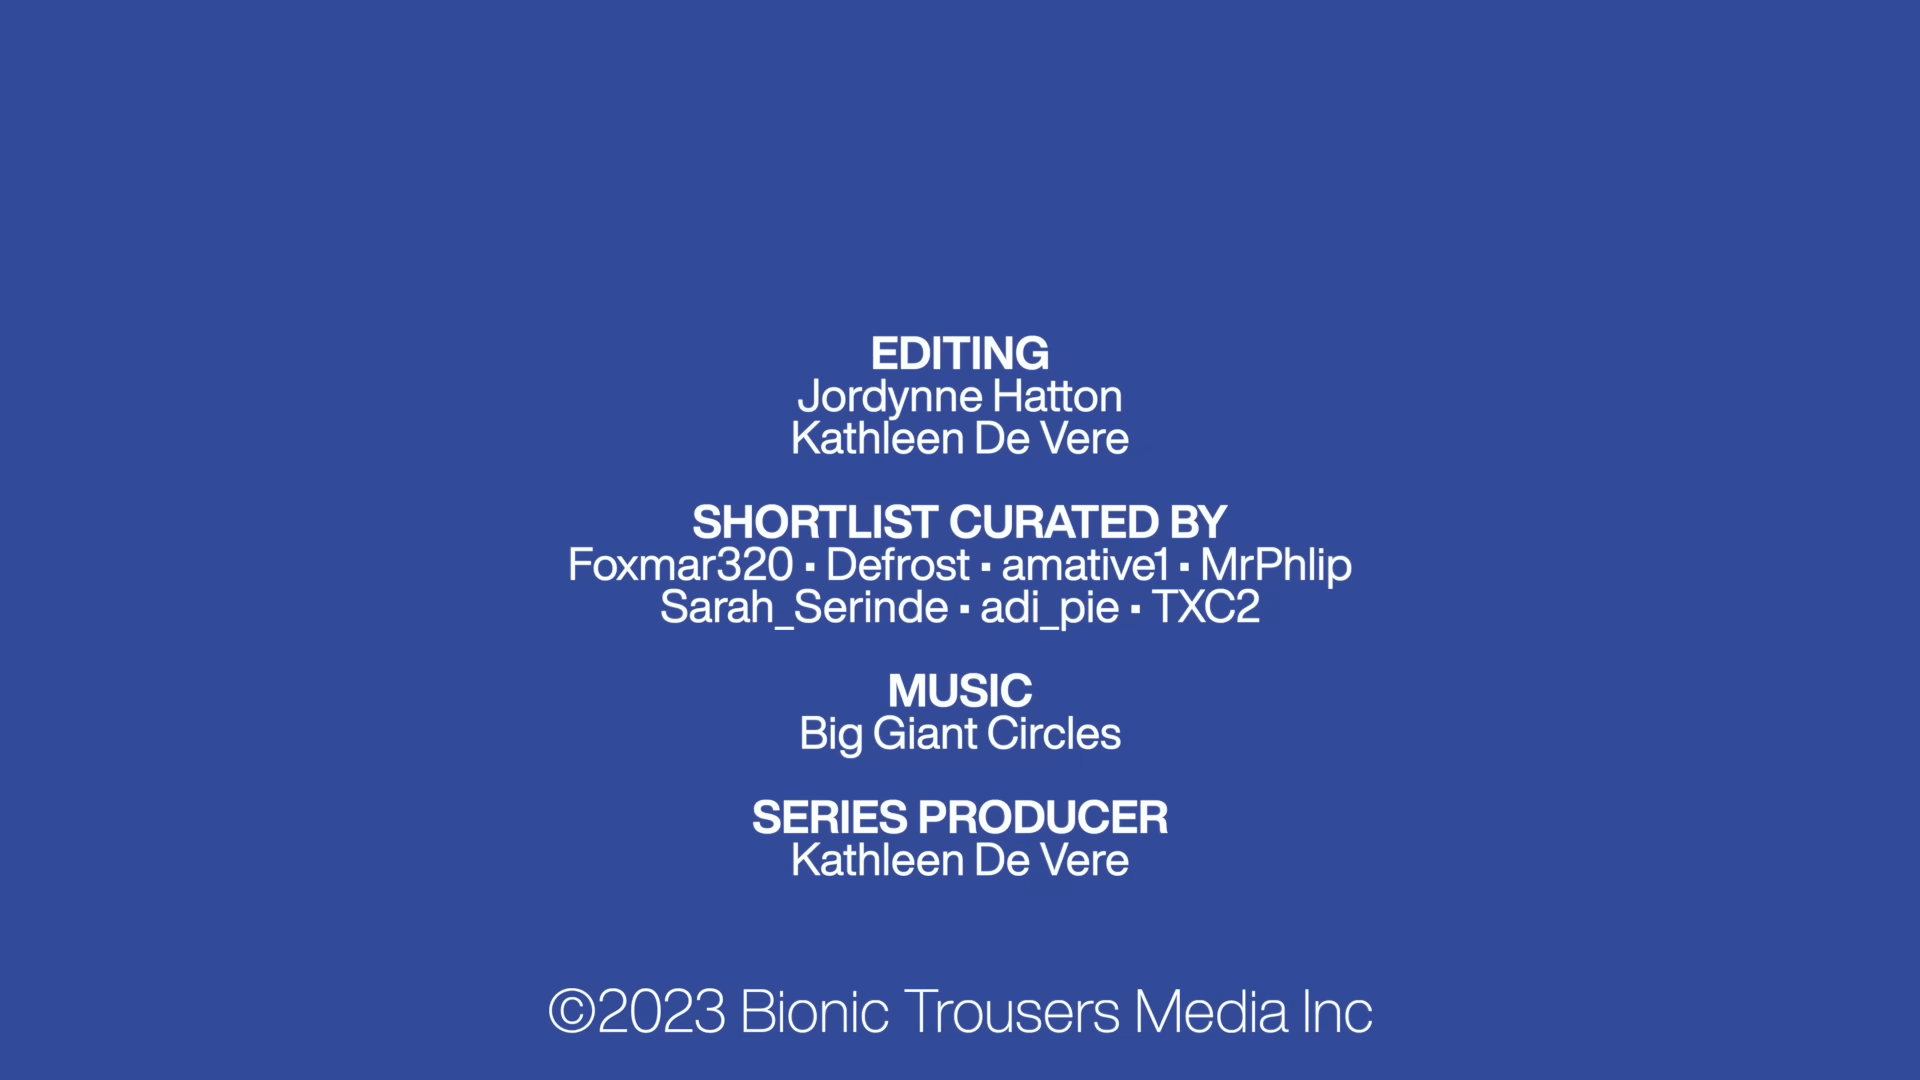 EDITING
Jordynne Hatton
Kathleen De Vere
SHORTLIST CURATED BY
Foxmar320 ▪ Defrost ▪ amative1 ▪ MrPhlip
Sarah_Serinde ▪ adi_pie ▪ TXC2
MUSIC
Big Giant Circles
SERIES PRODUCER
Kathleen De Vere
©2023 Bionic Trousers Media Inc